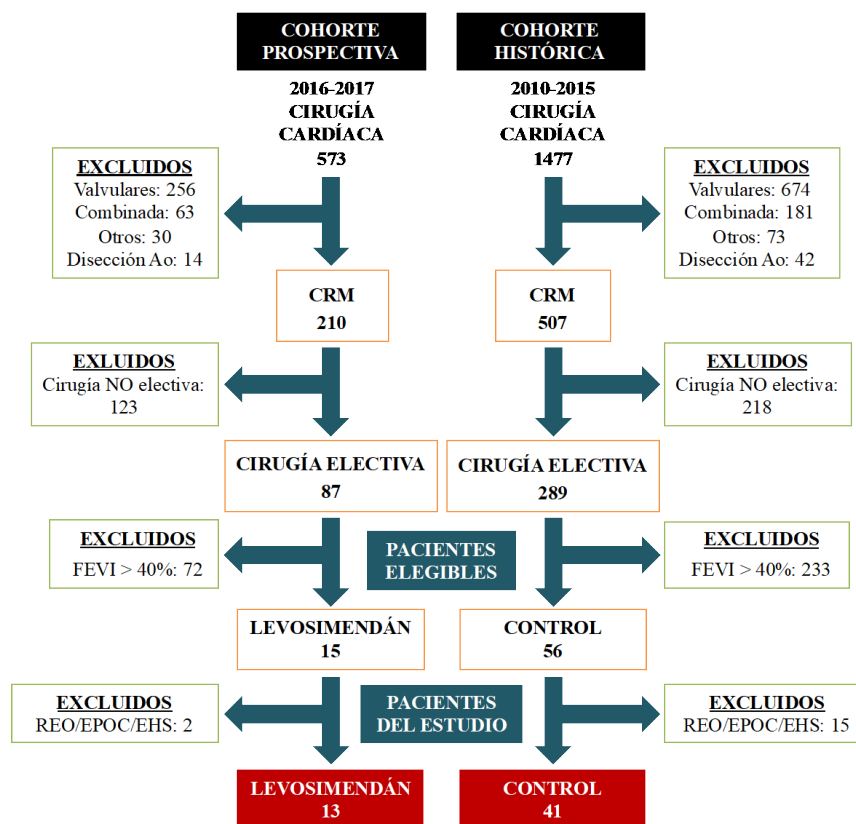 COHORTE
PROSPECTIVA
COHORTE
HISTÓRICA
2016-2017
CIRUGÍA
CARDÍACA
573
2010-2015
CIRUGÍA
CARDÍACA
1477
EXCLUIDOS
Valvulares: 256
Combinada: 63
Otros: 30
Disección Ao: 14
EXCLUIDOS
Valvulares: 674
Combinada: 181
Otros: 73
Disección Ao: 42
CRM
210
CRM
507
EXLUIDOS
Cirugía NO electiva:
123
EXLUIDOS
Cirugía NO electiva:
218
CIRUGÍA ELECTIVA
87
CIRUGÍA ELECTIVA
289
EXCLUIDOS
FEVI > 40%: 72
PACIENTES
ELEGIBLES
EXCLUIDOS
FEVI > 40%: 233
LEVOSIMENDÁN
15
CONTROL
56
EXCLUIDOS
REO/EPOC/EHS: 2
PACIENTES
DEL ESTUDIO
EXCLUIDOS
REO/EPOC/EHS: 15
LEVOSIMENDÁN
13
CONTROL
41